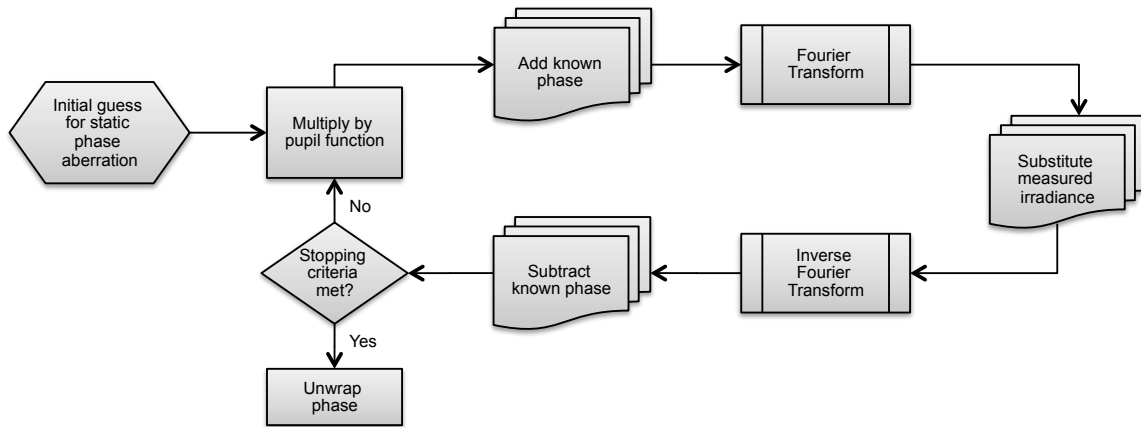 Initial guess
for static
phase
aberration
Multiply by
pupil function
Add known
phase
Fourier
Transform
Substitute
measured
irradiance
Inverse
Fourier
Transform
Subtract
known phase
Stopping
criteria
met?
No
Yes
Unwrap
phase